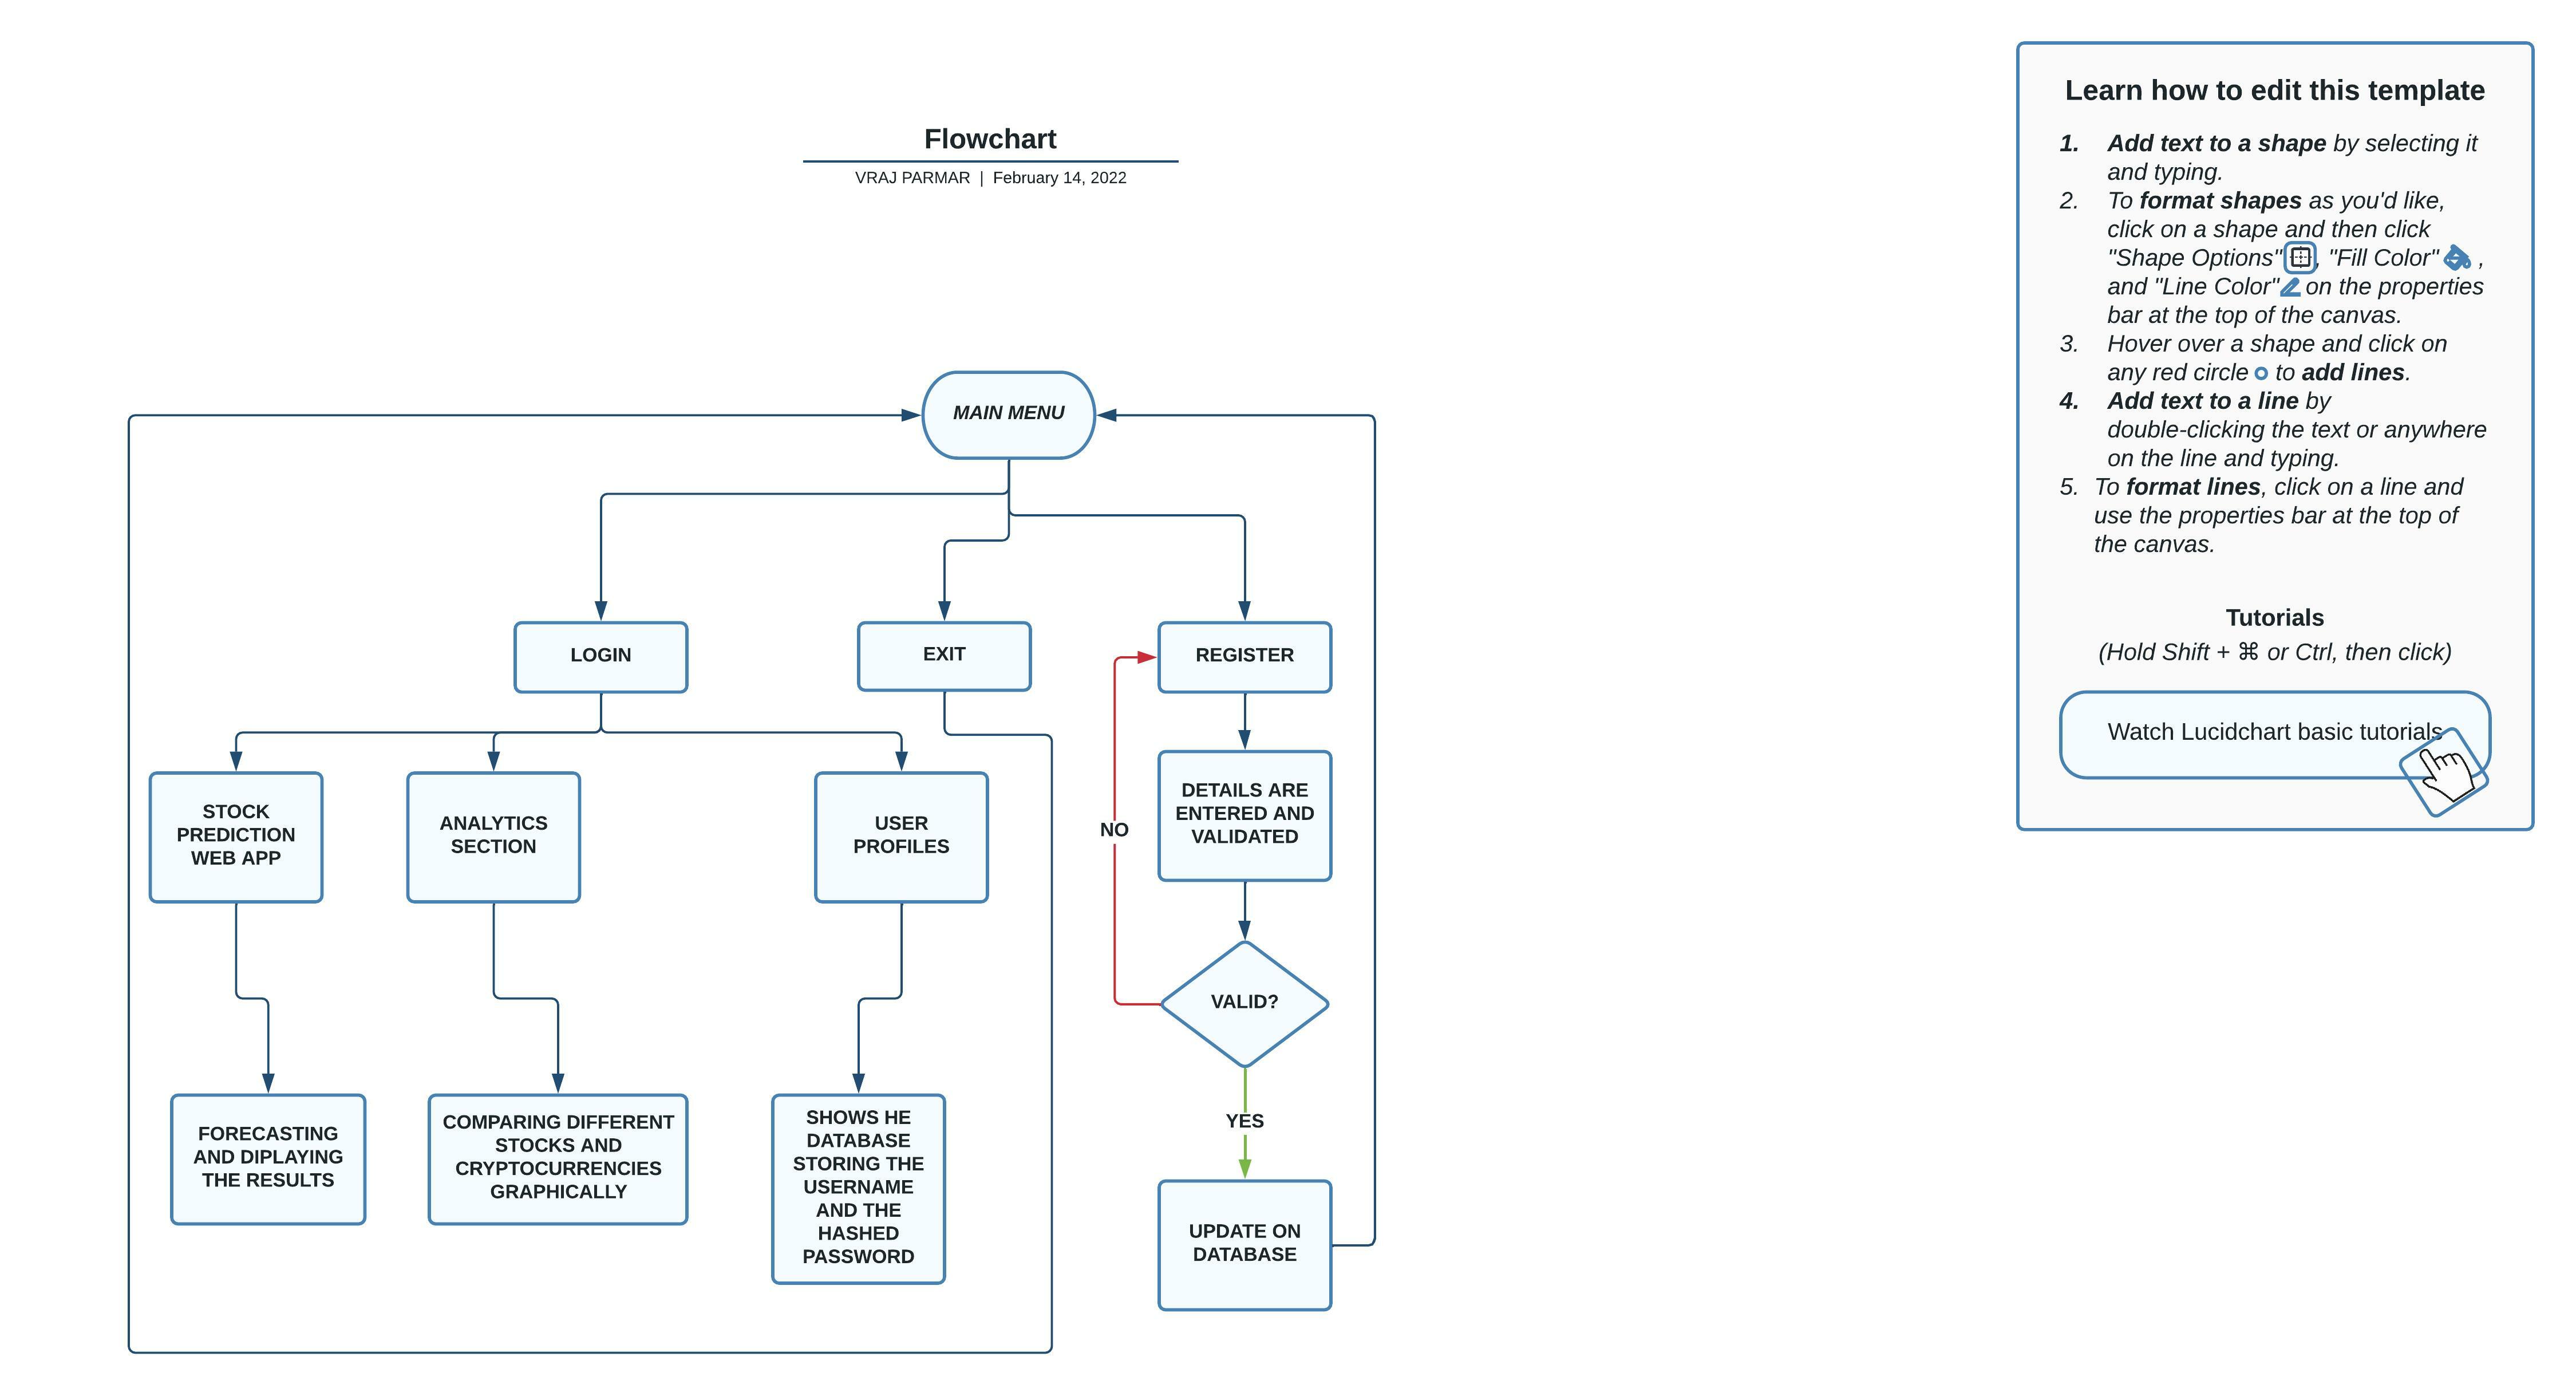 Flowchart
VRAJ PARMAR | February 14, 2022
MAIN MENU
LOGIN
EXIT
REGISTER
STOCK
PREDICTION
WEB APP
ANALYTICS
SECTION
USER
PROFILES
DETAILS ARE
ENTERED AND
VALIDATED
NO
VALID?
YES
FORECASTING
AND DIPLAYING
THE RESULTS
COMPARING DIFFERENT
STOCKS AND
CRYPTOCURRENCIES
GRAPHICALLY
SHOWS HE
DATABASE
STORING THE
USERNAME
AND THE
HASHED
PASSWORD
UPDATE ON
DATABASE
Learn how to edit this template
1. Add text to a shape by selecting it
and typing.
2. To format shapes as you'd like,
click on a shape and then click
"Shape Options" , "Fill Color" ,
and "Line Color" on the properties
bar at the top of the canvas.
3. Hover over a shape and click on
any red circle to add lines.
4. Add text to a line by
double-clicking the text or anywhere
on the line and typing.
5. To format lines, click on a line and
use the properties bar at the top of
the canvas.
Tutorials
(Hold Shift + ⌘ or Ctrl, then click)
Watch Lucidchart basic tutorials